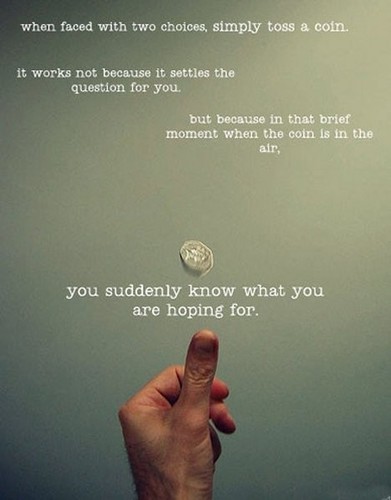 when faced with two choices, simply toss a coin.
it works not because it settles the
question for you.
but because in that brief
moment when the coin is in the
air,
you suddenly know what you
are hoping for.